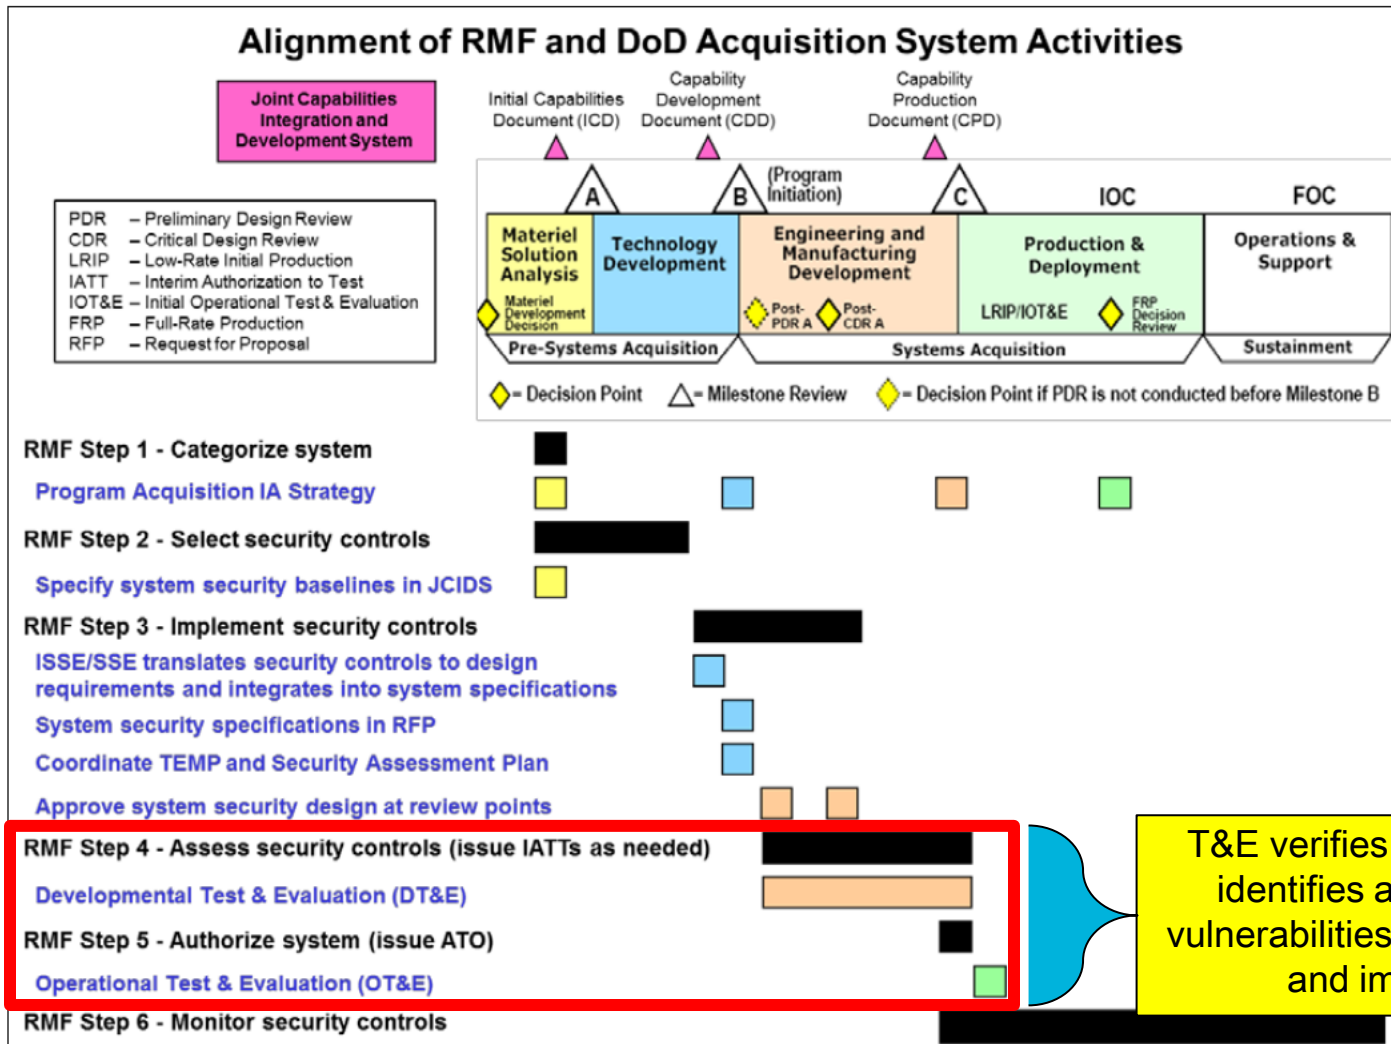 Alignment of RMF and DoD Acquisition System Activities
Joint Capabilities
Integration and
Development System
Initial Capabilities
Document (ICD)
Capability
Development
Document (CDD)
Capability
Production
Document (CPD)
PDR – Preliminary Design Review
CDR – Critical Design Review
LRIP – Low-Rate Initial Production
IATT – Interim Authorization to Test
IOT&E – Initial Operational Test & Evaluation
FRP – Full-Rate Production
RFP – Request for Proposal
A
B
(Program
Initiation)
C
IOC
FOC
Materiel
Solution
Analysis
Technology
Development
Engineering and
Manufacturing
Development
Production &
Deployment
Operations &
Support
Materiel
Development
Decision
Post-
PDR A
Post-
CDR A
LRIP/IOT&E
FRP
Decision
Review
Pre-Systems Acquisition
Systems Acquisition
Sustainment
= Decision Point
= Milestone Review
= Decision Point if PDR is not conducted before Milestone B
RMF Step 1 - Categorize system
Program Acquisition IA Strategy
RMF Step 2 - Select security controls
Specify system security baselines in JCIDS
RMF Step 3 - Implement security controls
ISSE/SSE translates security controls to design
requirements and integrates into system specifications
System security specifications in RFP
Coordinate TEMP and Security Assessment Plan
Approve system security design at review points
RMF Step 4 - Assess security controls (issue IATTs as needed)
Developmental Test & Evaluation (DT&E)
RMF Step 5 - Authorize system (issue ATO)
Operational Test & Evaluation (OT&E)
RMF Step 6 - Monitor security controls
T&E verifies
identifies a
vulnerabilities
and im